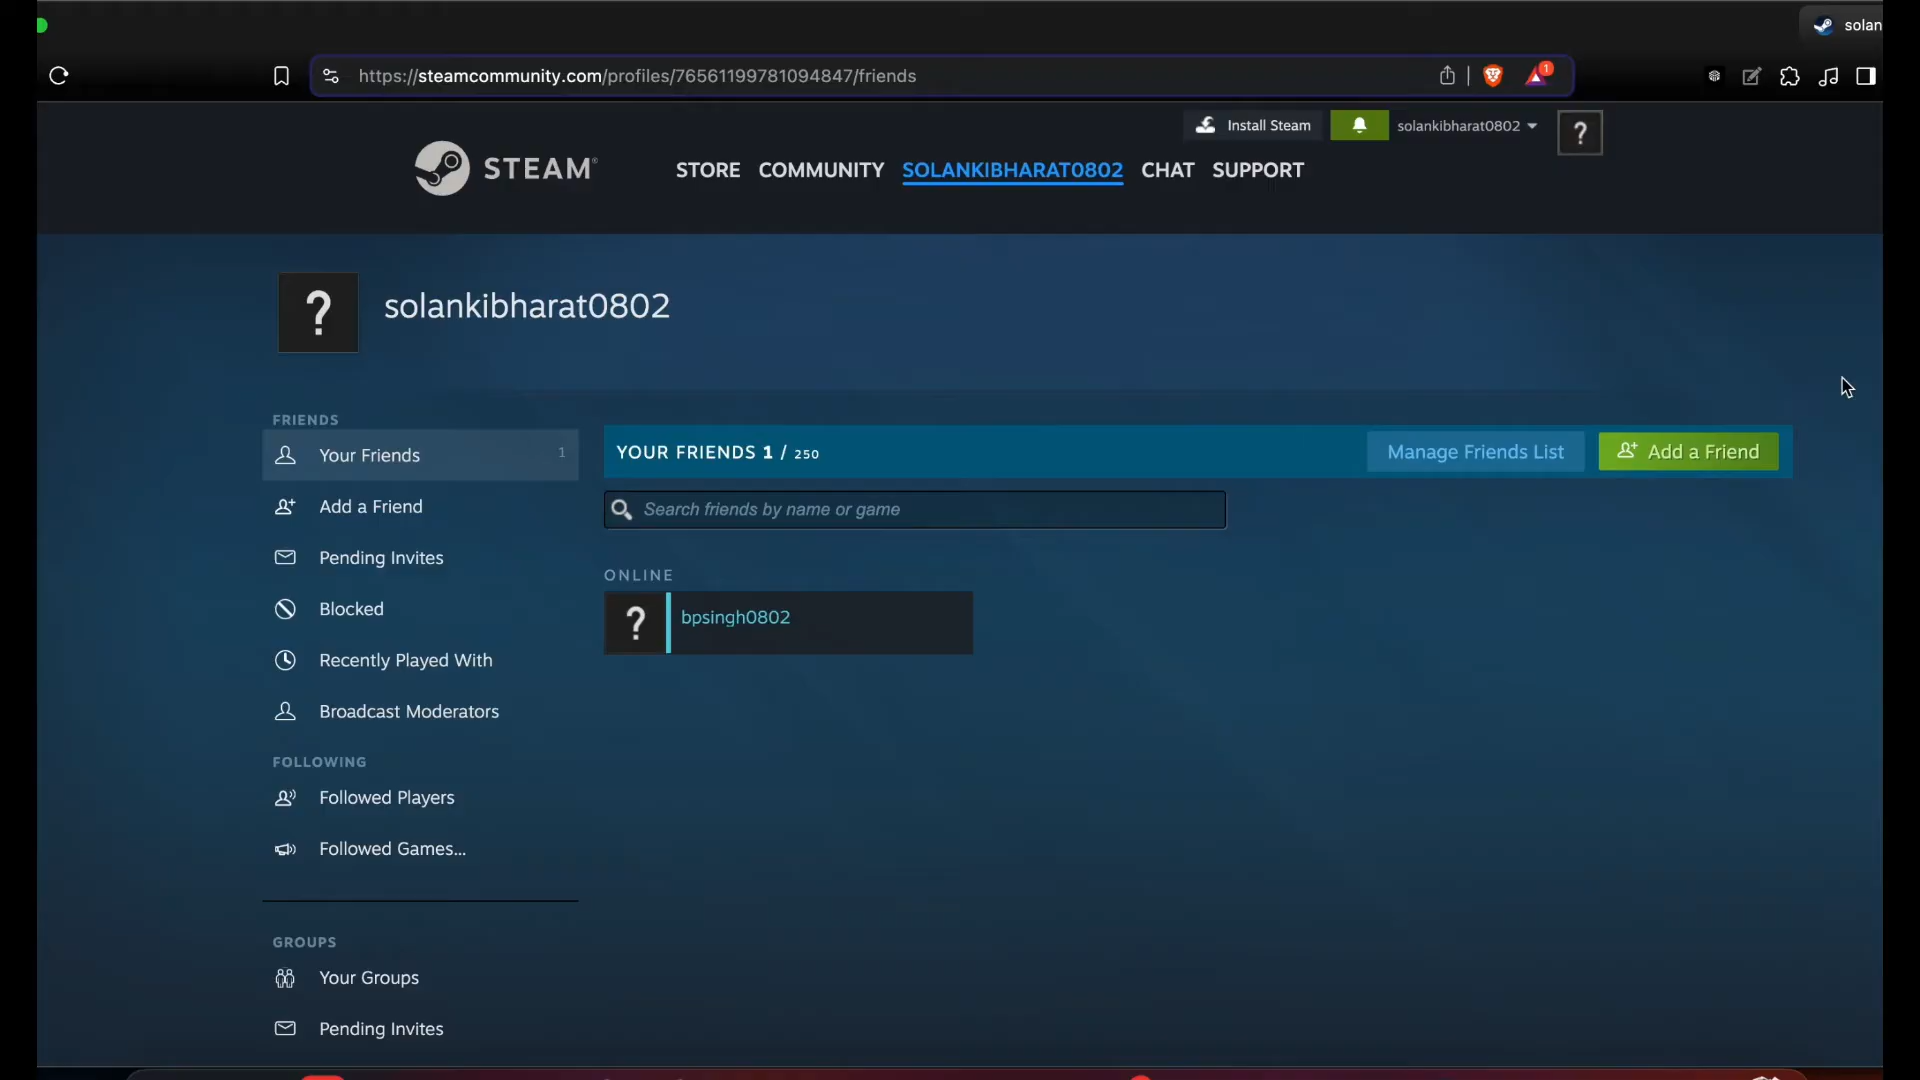 solan
https://steamcommunity.com/profiles/76561199781094847/friends
1
Install Steam
solankibharat0802
?
STEAM®
STORE COMMUNITY SOLANKIBHARAT0802 CHAT SUPPORT
?
solankibharat0802
FRIENDS
Your Friends 1
Add a Friend
Pending Invites
Blocked
Recently Played With
Broadcast Moderators
FOLLOWING
Followed Players
Followed Games...
GROUPS
Your Groups
Pending Invites
YOUR FRIENDS 1 / 250
Manage Friends List
Add a Friend
Search friends by name or game
ONLINE
?
bpsingh0802